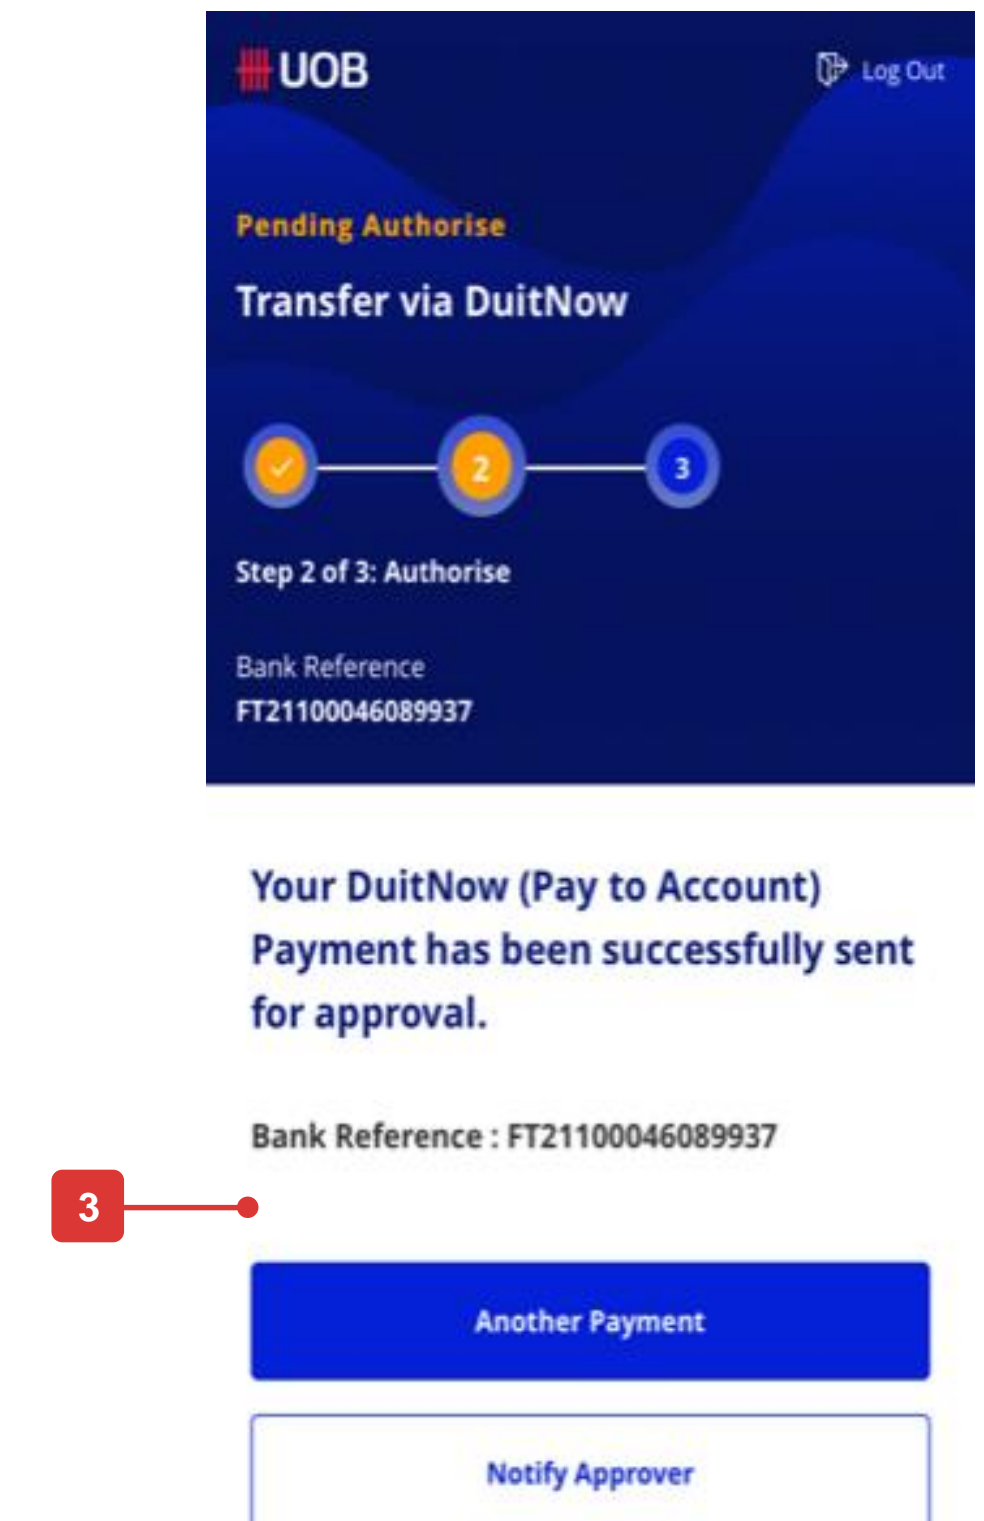 UOB
Log Out
Pending Authorise
Transfer via DuitNow
2
3
Step 2 of 3: Authorise
Bank Reference
FT21100046089937
Your DuitNow (Pay to Account)
Payment has been successfully sent
for approval.
Bank Reference : FT21100046089937
3
Another Payment
Notify Approver